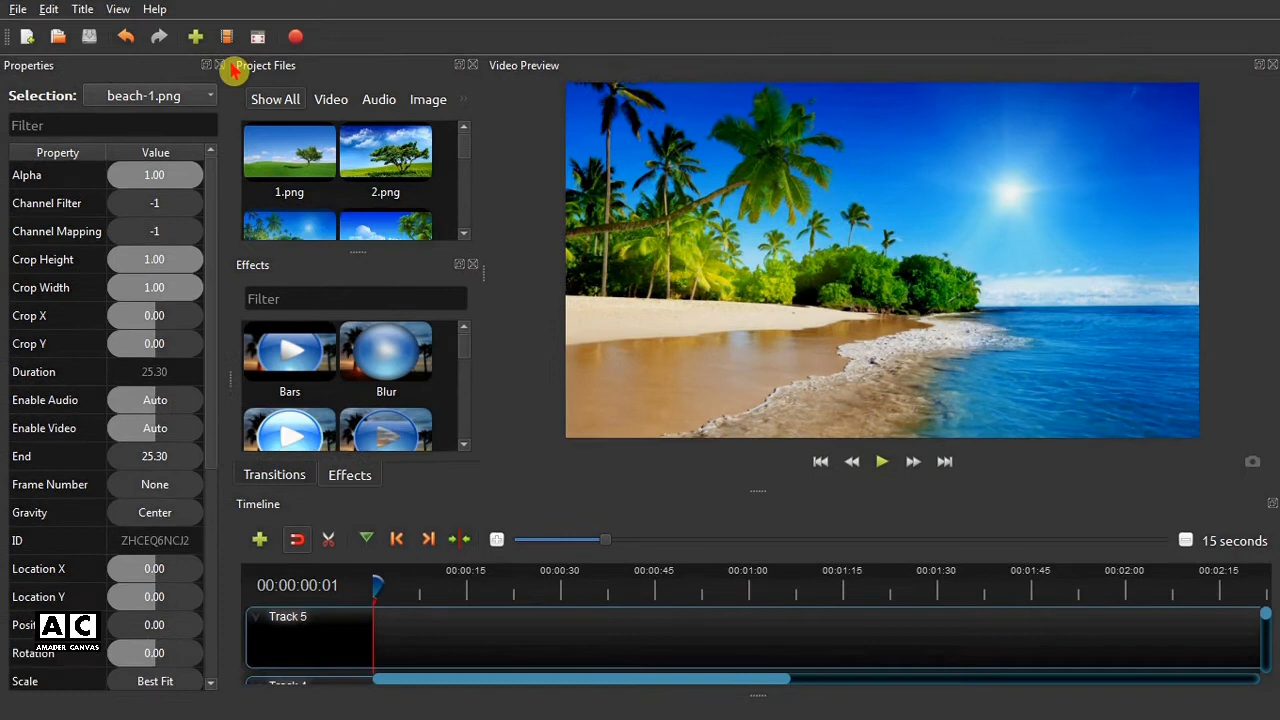 File Edit Title View Help
Properties
Project Files
Video Preview
Selection: beach-1.png
Show All Video Audio Image
Filter
Property Value
Alpha 1.00
Channel Filter -1
Channel Mapping -1
Crop Height 1.00
Crop Width 1.00
Crop X 0.00
Crop Y 0.00
Duration 25.30
Enable Audio Auto
Enable Video Auto
End 25.30
Frame Number None
Gravity Center
ID ZHCEQ6NCJ2
Location X 0.00
Location Y 0.00
0.00
Rotation 0.00
Scale Best Fit
AC
AMADER CANVAS
1.png 2.png
Effects
Filter
Bars Blur
Transitions Effects
Timeline
15 seconds
00:00:00:01
00:00:15 00:00:30 00:00:45 00:01:00 00:01:15 00:01:30 00:01:45 00:02:00 00:02:15
Track 5